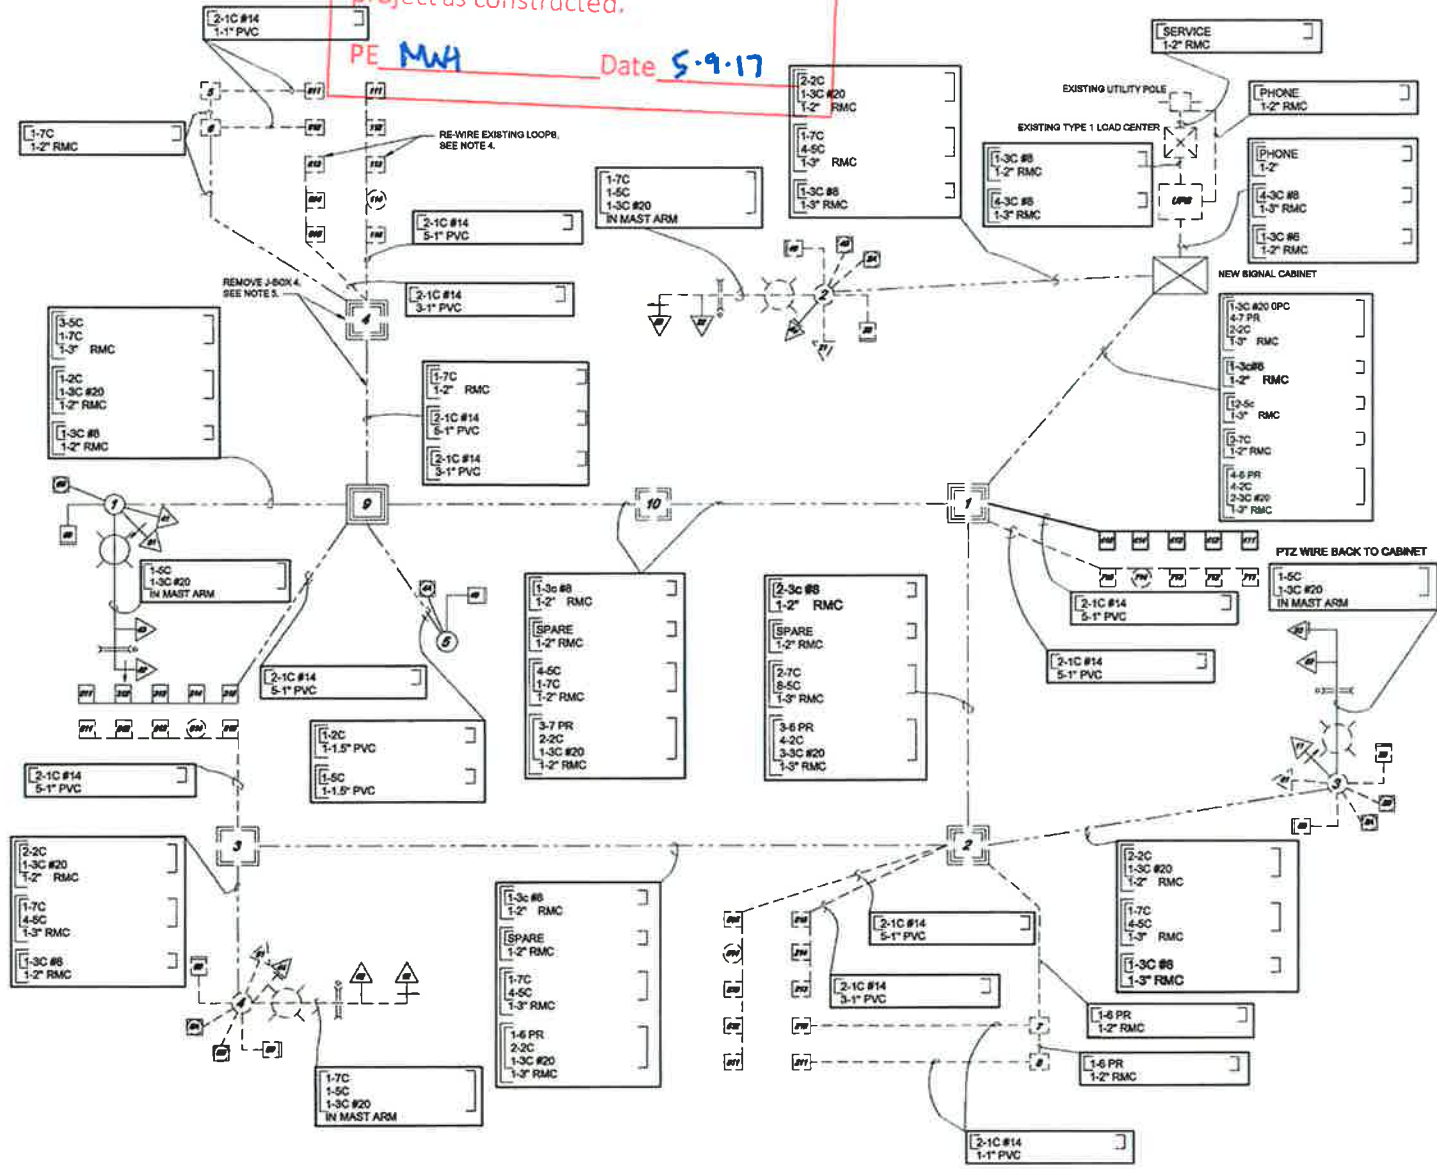 project as constructed.
PE MWH Date 5-9-17
2-1C #14
1-1" PVC
1-7C
1-2" RMC
RE-WIRE EXISTING LOOPS.
SEE NOTE 4.
2-1C #14
5-1" PVC
2-1C #14
3-1" PVC
REMOVE J-BOX 4.
SEE NOTE 5.
1-7C
1-5C
1-3C #20
IN MAST ARM
2-2C
1-3C #20
1-2" RMC
1-7C
4-5C
1-3" RMC
1-3C #8
1-3" RMC
SERVICE
1-2" RMC
EXISTING UTILITY POLE
PHONE
1-2" RMC
EXISTING TYPE 1 LOAD CENTER
1-3C #8
1-2" RMC
4-3C #8
1-3" RMC
UPS
PHONE
1-2"
4-3C #8
1-3" RMC
1-3C #6
1-2" RMC
NEW SIGNAL CABINET
1-3C #20 OPC
4-7 PR
2-2C
1-3" RMC
1-3c#8
1-2" RMC
12-5c
1-3" RMC
2-7C
1-2" RMC
4-6 PR
4-2C
2-3C #20
1-3" RMC
3-5C
1-7C
1-3" RMC
1-2C
1-3C #20
1-2" RMC
1-3C #8
1-2" RMC
1-7C
1-2" RMC
2-1C #14
5-1" PVC
2-1C #14
3-1" PVC
5
6
4
2
1
9
10
1
1-5C
1-3C #20
IN MAST ARM
5
2-1C #14
5-1" PVC
1-2C
1-1.5" PVC
1-5C
1-1.5" PVC
1-3c #8
1-2" RMC
SPARE
1-2" RMC
4-5C
1-7C
1-2" RMC
3-7 PR
2-2C
1-3C #20
1-2" RMC
2-3c #8
1-2" RMC
SPARE
1-2" RMC
2-7C
8-5C
1-3" RMC
3-6 PR
4-2C
3-3C #20
1-3" RMC
2-1C #14
5-1" PVC
2-1C #14
5-1" PVC
PTZ WIRE BACK TO CABINET
1-5C
1-3C #20
IN MAST ARM
3
2-1C #14
5-1" PVC
3
2
2-2C
1-3C #20
1-2" RMC
1-7C
4-5C
1-3" RMC
1-3C #8
1-2" RMC
4
1-7C
1-5C
1-3C #20
IN MAST ARM
1-3c #8
1-2" RMC
SPARE
1-2" RMC
1-7C
4-5C
1-3" RMC
1-6 PR
2-2C
1-3C #20
1-3" RMC
2-1C #14
5-1" PVC
2-1C #14
3-1" PVC
2-2C
1-3C #20
1-2" RMC
1-7C
4-5C
1-3" RMC
1-3C #8
1-3" RMC
7
8
1-6 PR
1-2" RMC
1-6 PR
1-2" RMC
2-1C #14
1-1" PVC